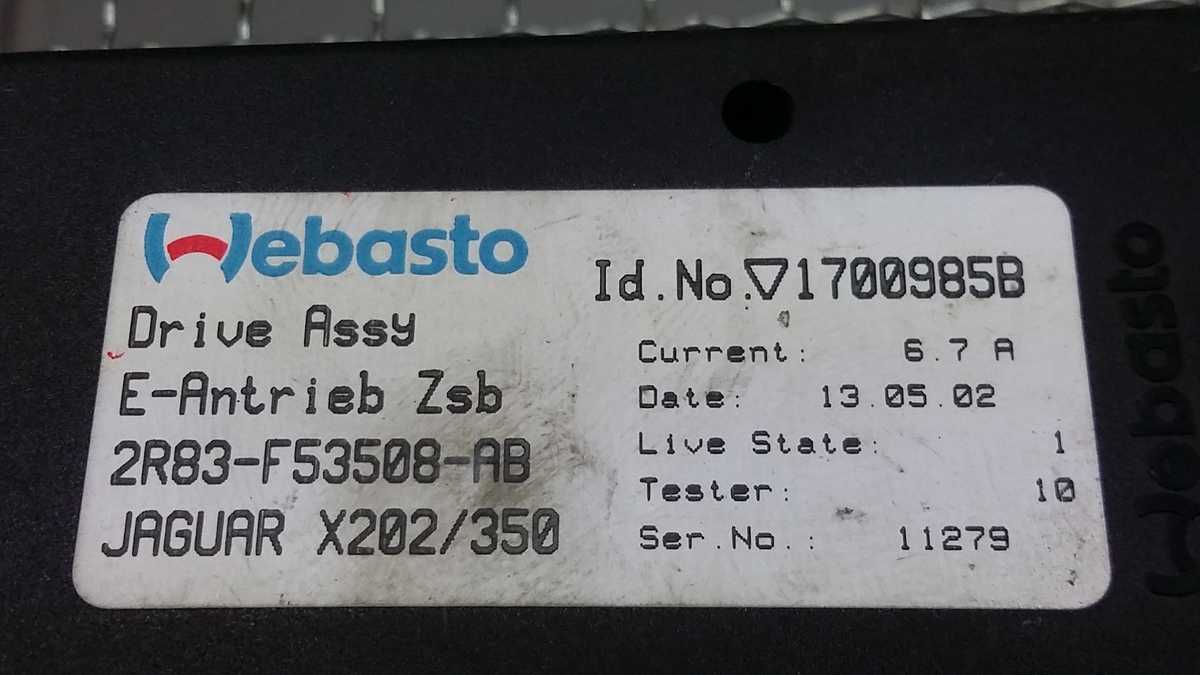 Webasto
Drive Assy
E-Antrieb Zsb
2R83-F53508-AB
JAGUAR X202/350
Id.No.▽1700985B
Current: 6.7 A
Date: 13.05.02
Live State: 1
Tester: 10
Ser.No.: 11279
Webasto